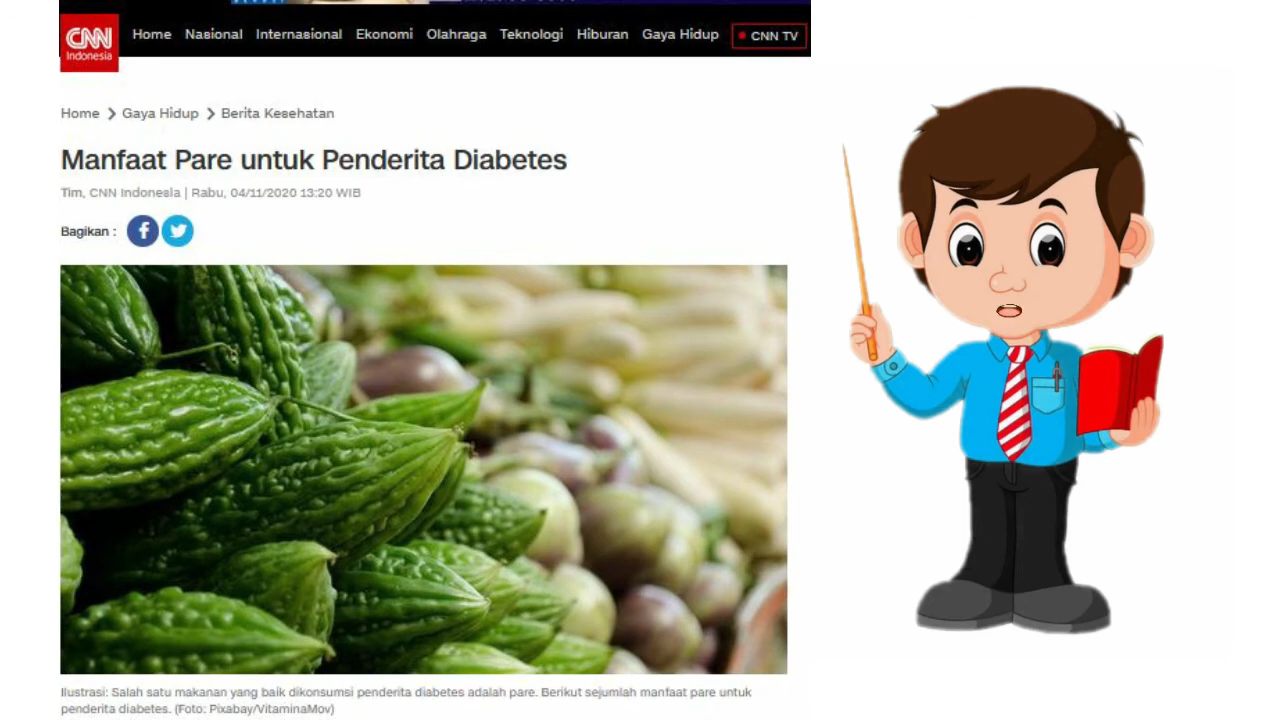 CNN
Indonesia
Home Nasional Internasional Ekonomi Olahraga Teknologi Hiburan Gaya Hidup CNN TV
Home > Gaya Hidup > Berita Kesehatan
Manfaat Pare untuk Penderita Diabetes
Tim, CNN Indonesia | Rabu, 04/11/2020 13:20 WIB
Bagikan :
Ilustrasi: Salah satu makanan yang baik dikonsumsi penderita diabetes adalah pare. Berikut sejumlah manfaat pare untuk
penderita diabetes. (Foto: Pixabay/VitaminaMov)